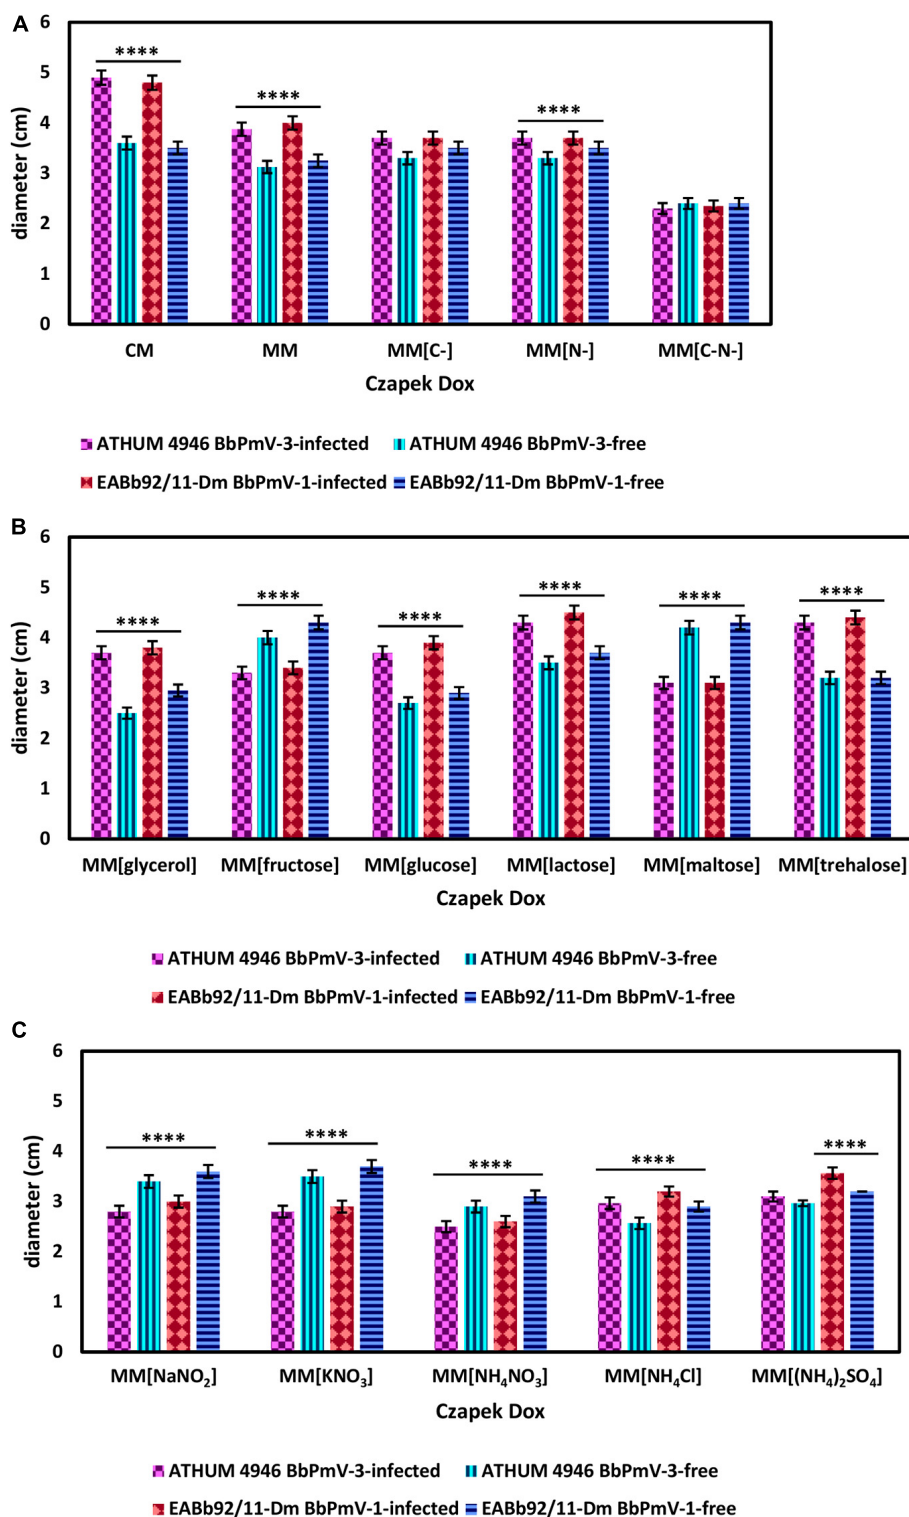 A
6
5
4
3
2
1
0
diameter (cm)
**** **** ****
CM MM MM[C-] MM[N-] MM[C-N-]
Czapek Dox
ATHUM 4946 BbPmV-3-infected ATHUM 4946 BbPmV-3-free
EABb92/11-Dm BbPmV-1-infected EABb92/11-Dm BbPmV-1-free
B
6
5
4
3
2
1
0
diameter (cm)
**** **** **** **** **** ****
MM[glycerol] MM[fructose] MM[glucose] MM[lactose] MM[maltose] MM[trehalose]
Czapek Dox
ATHUM 4946 BbPmV-3-infected ATHUM 4946 BbPmV-3-free
EABb92/11-Dm BbPmV-1-infected EABb92/11-Dm BbPmV-1-free
C
6
5
4
3
2
1
0
diameter (cm)
**** **** **** **** ****
MM[NaNO₂] MM[KNO₃] MM[NH₄NO₃] MM[NH₄Cl] MM[(NH₄)₂SO₄]
Czapek Dox
ATHUM 4946 BbPmV-3-infected ATHUM 4946 BbPmV-3-free
EABb92/11-Dm BbPmV-1-infected EABb92/11-Dm BbPmV-1-free